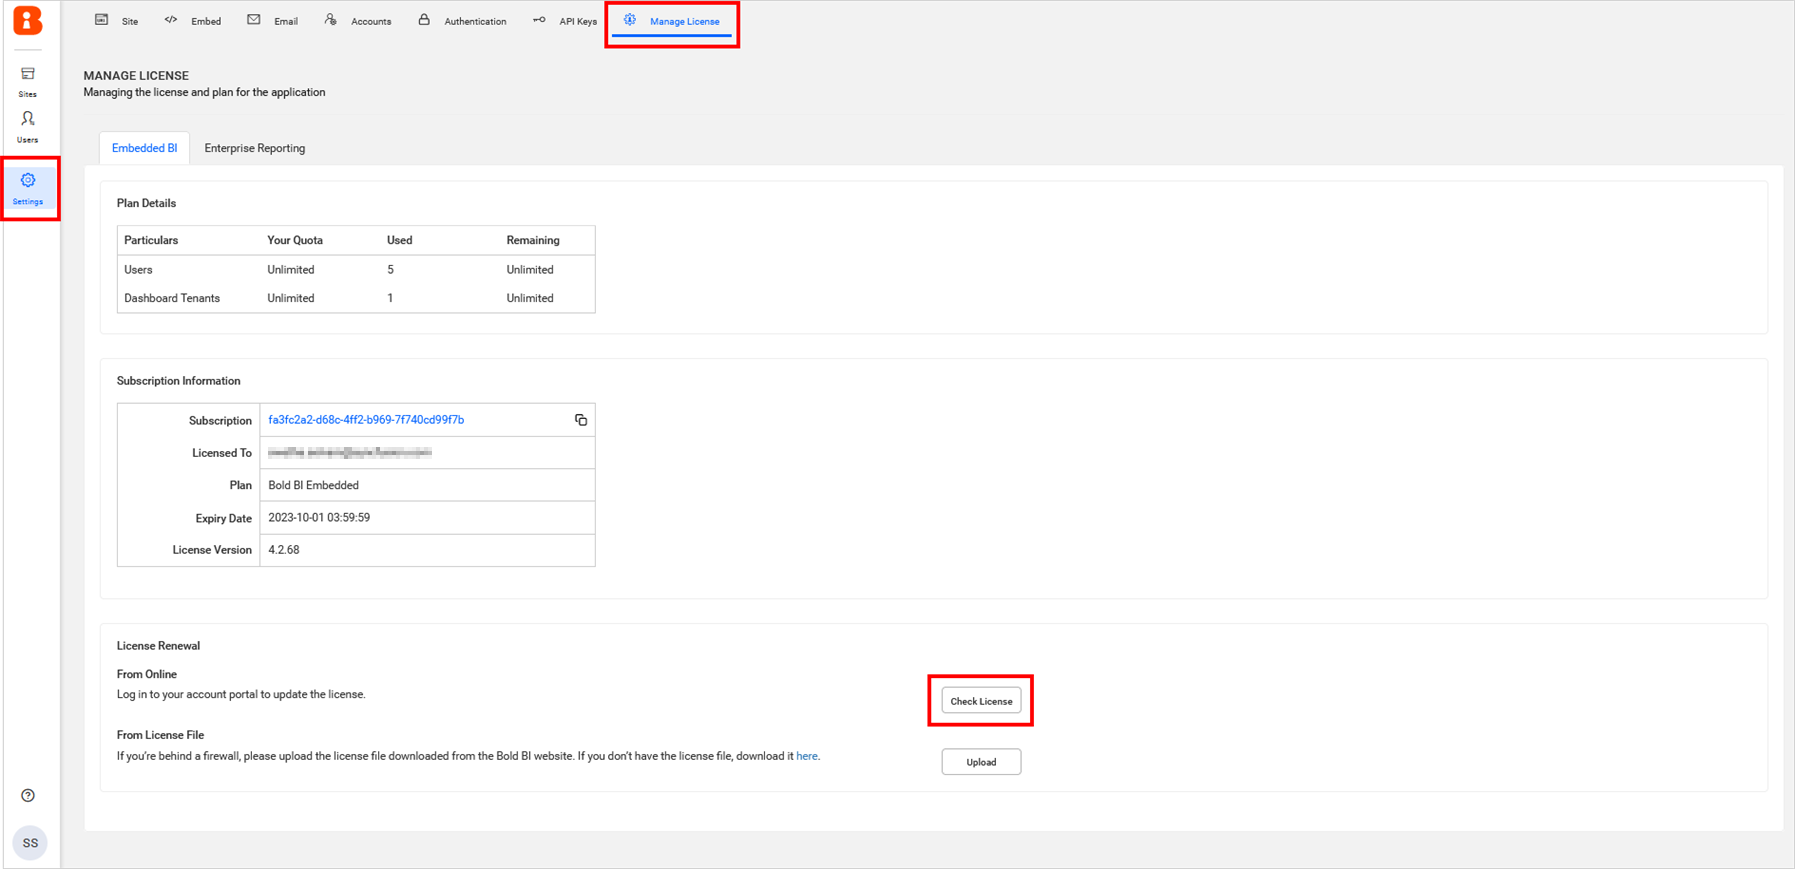 Site
Embed
Email
Accounts
Authentication
API Keys
Manage License
Sites
Users
Settings
SS
MANAGE LICENSE
Managing the license and plan for the application
Embedded BI
Enterprise Reporting
Plan Details
Particulars Your Quota Used Remaining
Users Unlimited 5 Unlimited
Dashboard Tenants Unlimited 1 Unlimited
Subscription Information
Subscription fa3fc2a2-d68c-4ff2-b969-7f740cd99f7b
Licensed To
Plan Bold BI Embedded
Expiry Date 2023-10-01 03:59:59
License Version 4.2.68
License Renewal
From Online
Log in to your account portal to update the license.
Check License
From License File
If you're behind a firewall, please upload the license file downloaded from the Bold BI website. If you don't have the license file, download it here.
Upload